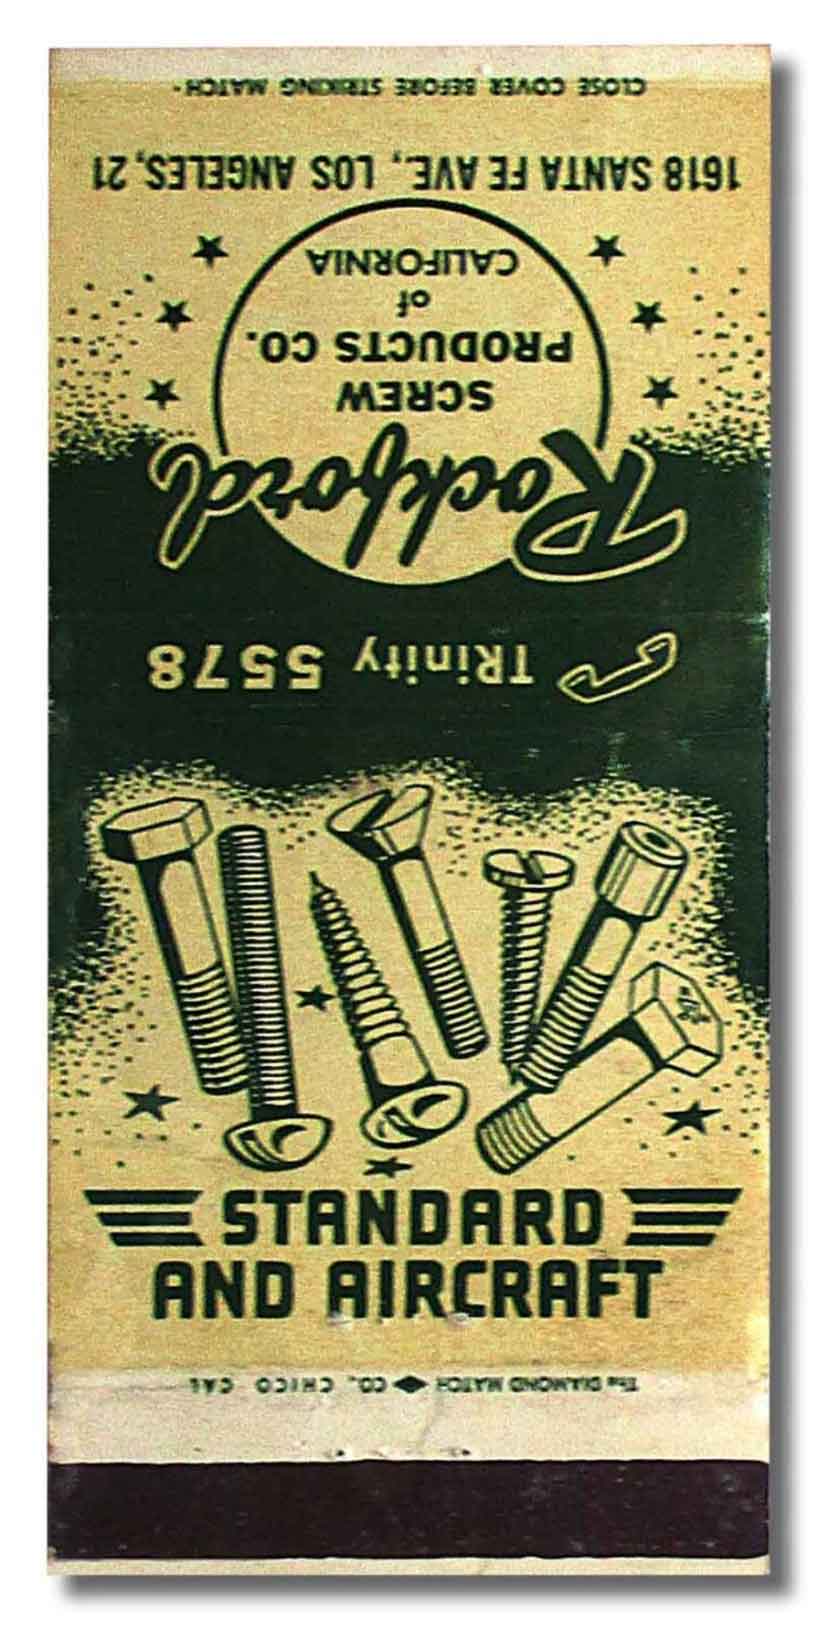 CLOSE COVER BEFORE STRIKING MATCH
1618 SANTA FE AVE., LOS ANGELES, 21
Rockford
SCREW
PRODUCTS CO.
of
CALIFORNIA
TRinity 5578
STANDARD
AND AIRCRAFT
The DIAMOND MATCH CO., CHICO CAL